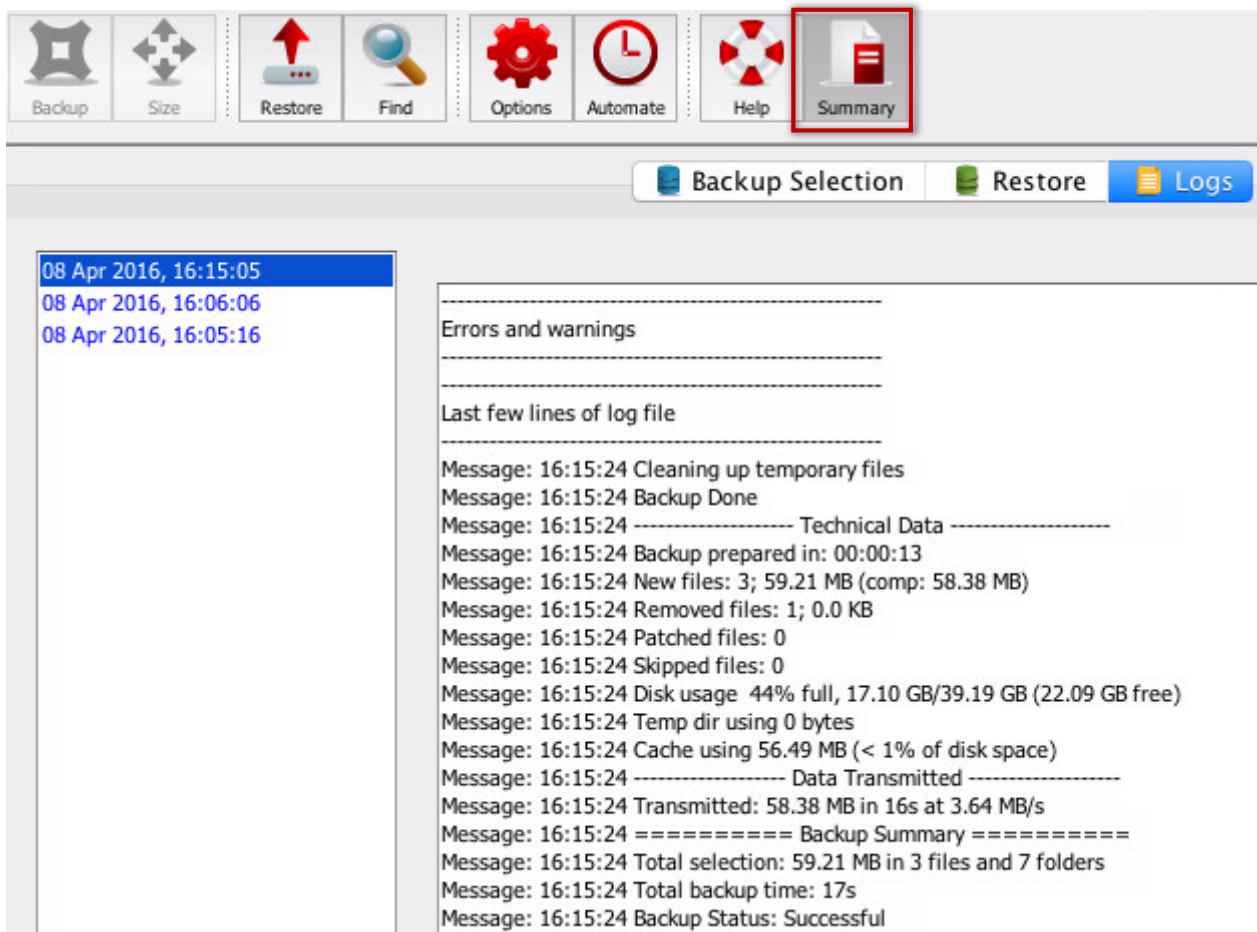 Backup Size Restore Find Options Automate Help Summary
Backup Selection Restore Logs
08 Apr 2016, 16:15:05
08 Apr 2016, 16:06:06
08 Apr 2016, 16:05:16
------------------------------------------------------
Errors and warnings
------------------------------------------------------
------------------------------------------------------
Last few lines of log file
------------------------------------------------------
Message: 16:15:24 Cleaning up temporary files
Message: 16:15:24 Backup Done
Message: 16:15:24 -------------------- Technical Data --------------------
Message: 16:15:24 Backup prepared in: 00:00:13
Message: 16:15:24 New files: 3; 59.21 MB (comp: 58.38 MB)
Message: 16:15:24 Removed files: 1; 0.0 KB
Message: 16:15:24 Patched files: 0
Message: 16:15:24 Skipped files: 0
Message: 16:15:24 Disk usage  44% full, 17.10 GB/39.19 GB (22.09 GB free)
Message: 16:15:24 Temp dir using 0 bytes
Message: 16:15:24 Cache using 56.49 MB (< 1% of disk space)
Message: 16:15:24 ------------------- Data Transmitted -------------------
Message: 16:15:24 Transmitted: 58.38 MB in 16s at 3.64 MB/s
Message: 16:15:24 ========== Backup Summary ==========
Message: 16:15:24 Total selection: 59.21 MB in 3 files and 7 folders
Message: 16:15:24 Total backup time: 17s
Message: 16:15:24 Backup Status: Successful